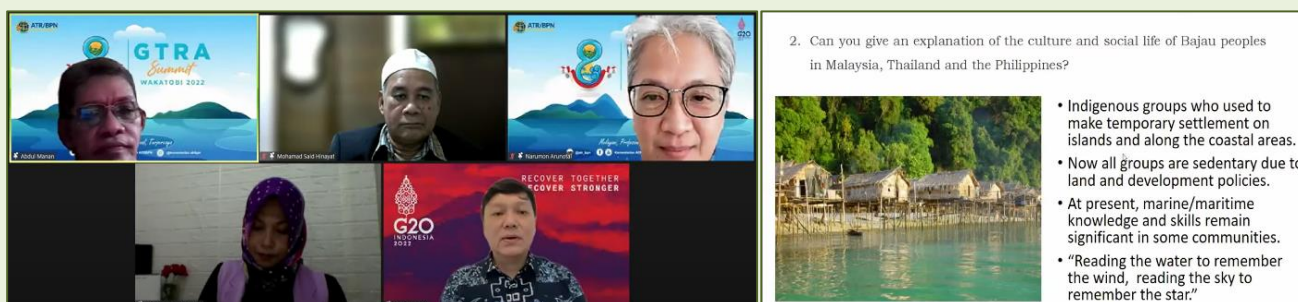 ATR/BPN
GTRA
Summit
WAKATOBI 2022
Abdul Manan
Mohamad Said Hinayat
ATR/BPN
G20
Narumon Arunotai
G20
INDONESIA
2022
RECOVER TOGETHER
RECOVER STRONGER
2. Can you give an explanation of the culture and social life of Bajau peoples
in Malaysia, Thailand and the Philippines?
• Indigenous groups who used to
make temporary settlement on
islands and along the coastal areas.
• Now all groups are sedentary due to
land and development policies.
• At present, marine/maritime
knowledge and skills remain
significant in some communities.
• “Reading the water to remember
the wind, reading the sky to
remember the star.”